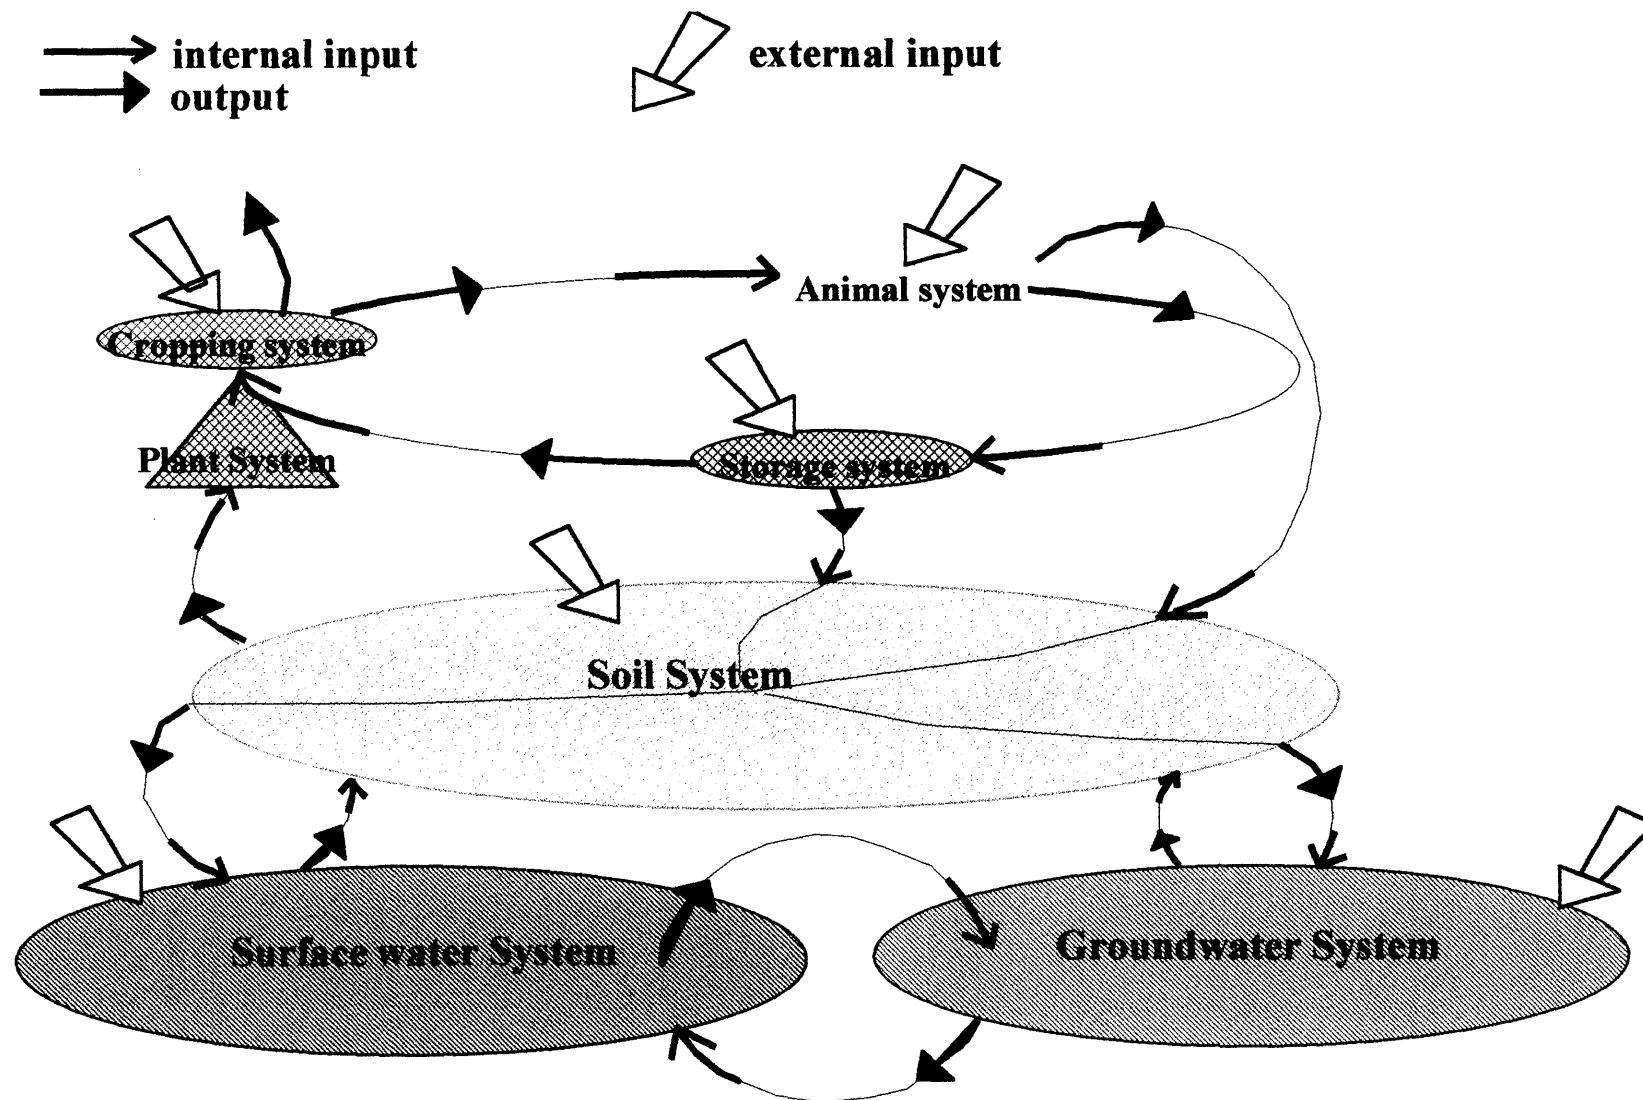 internal input
output
external input
Animal system
Cropping system
Plant System
Storage system
Soil System
Surface water System
Groundwater System